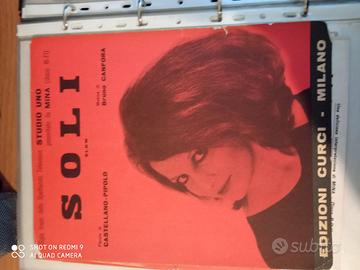 STUDIO UNO
presentata da MINA
SOLI
SLOW
Parole di
CASTELLANO-PIPOLO
Musica di
Bruno CANFORA
EDIZIONI CURCI - MILANO
SHOT ON REDMI 9
AI QUAD CAMERA
subito